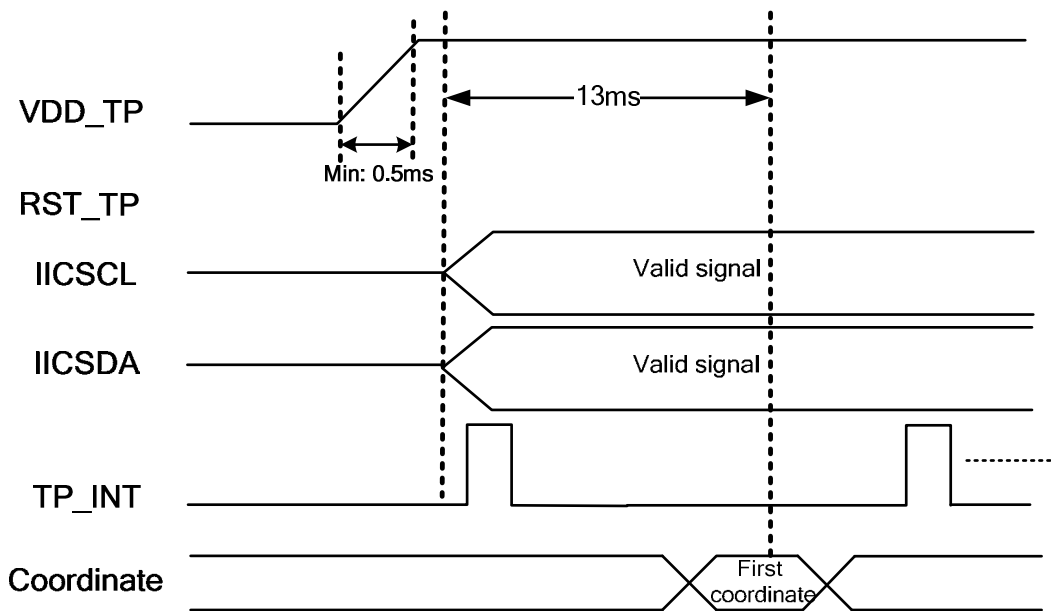 13ms
VDD_TP
Min: 0.5ms
RST_TP
IICSCL
Valid signal
IICSDA
Valid signal
TP_INT
Coordinate
First
coordinate